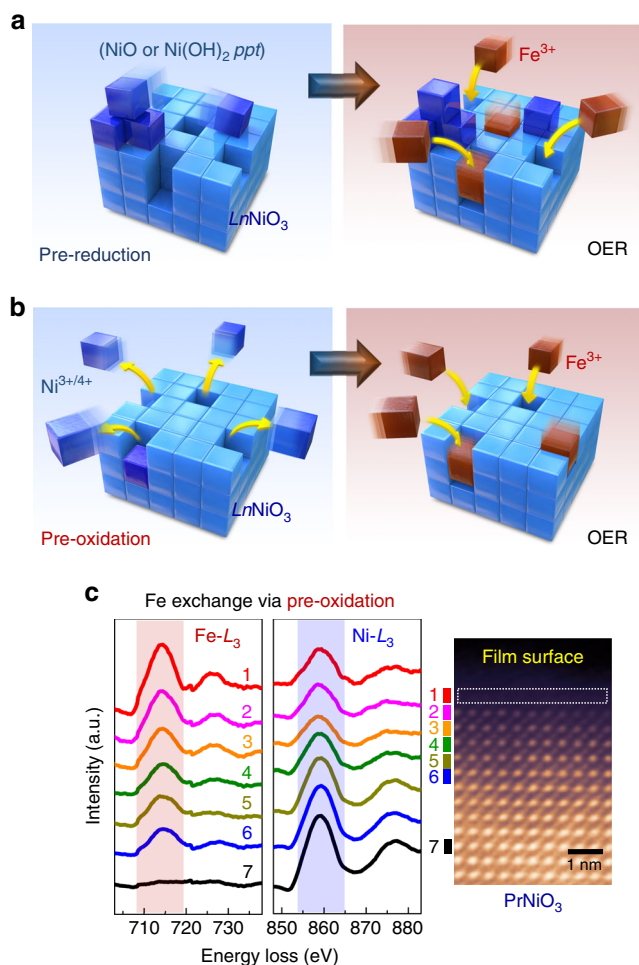 a
(NiO or Ni(OH)₂ ppt)
Fe³⁺
LnNiO₃
Pre-reduction
OER
b
Ni³⁺/⁴⁺
Fe³⁺
LnNiO₃
Pre-oxidation
OER
c
Fe exchange via pre-oxidation
Fe-L₃
Ni-L₃
Film surface
1
2
3
4
5
6
7
1
2
3
4
5
6
7
Intensity (a.u.)
1 nm
710 720 730
850 860 870 880
Energy loss (eV)
PrNiO₃